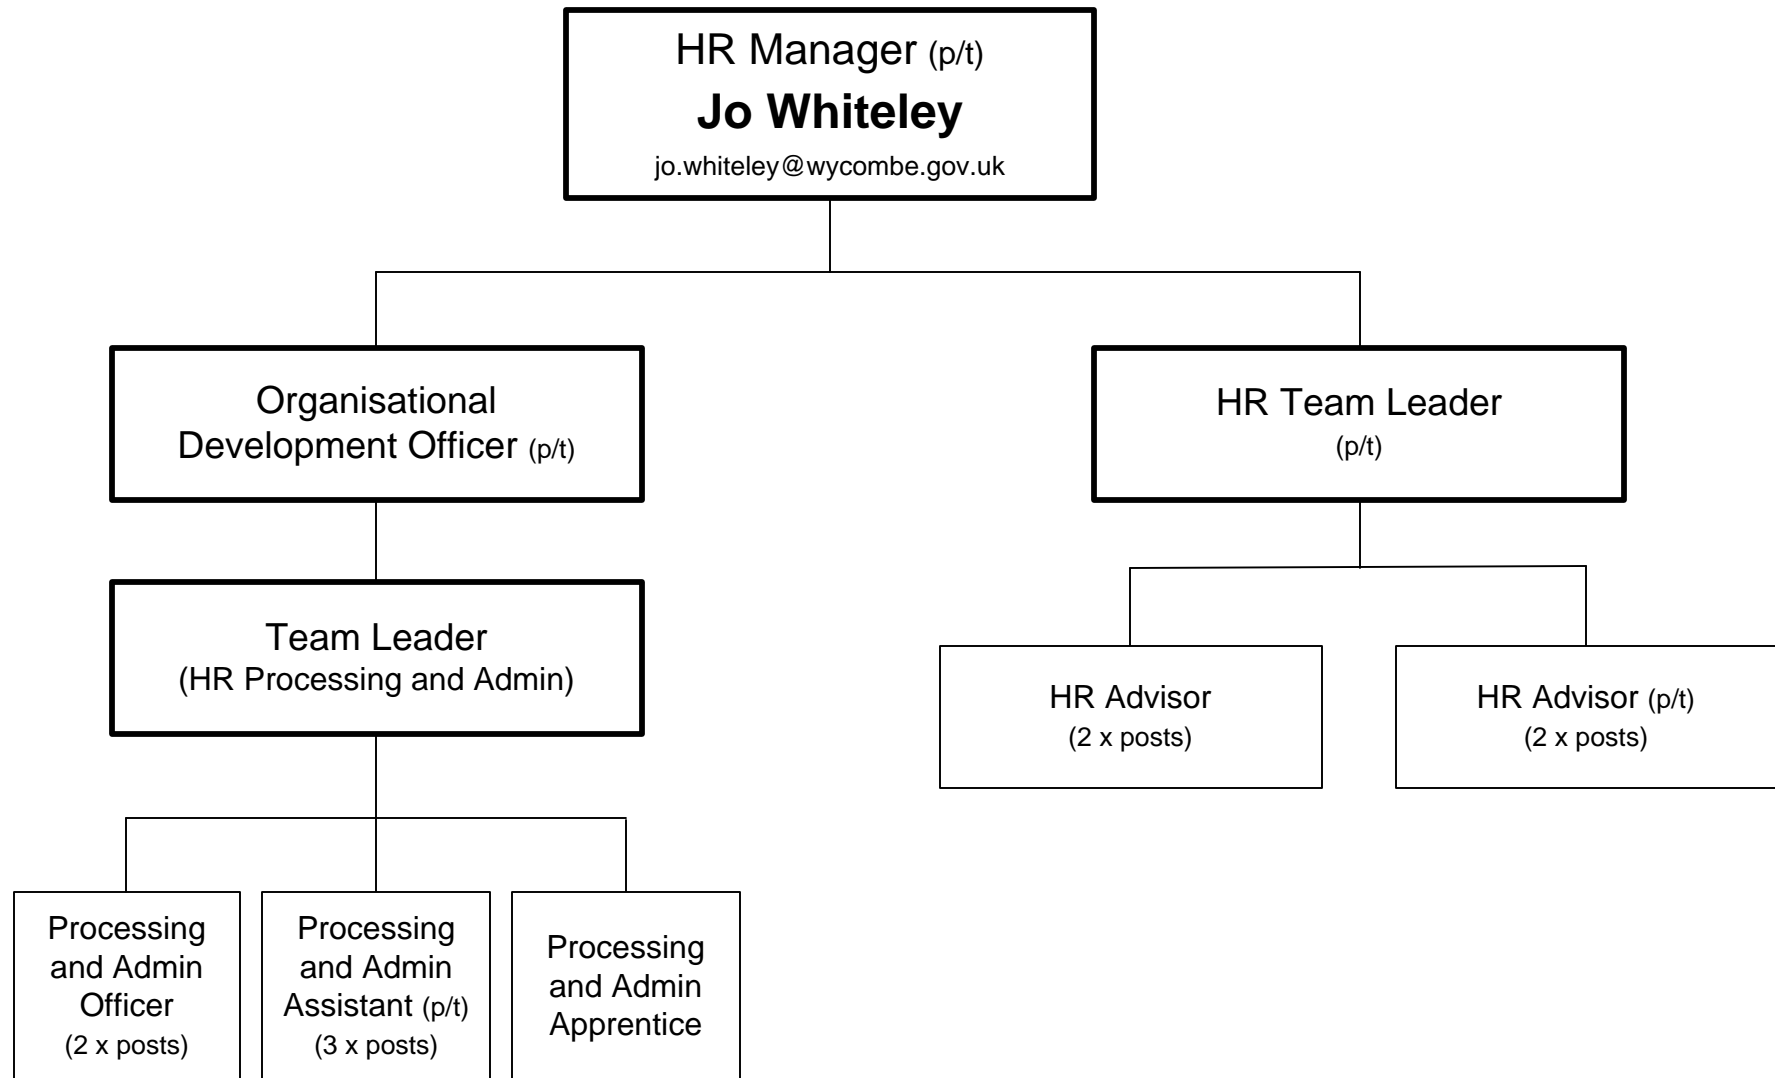 HR Manager (p/t)
Jo Whiteley
jo.whiteley@wycombe.gov.uk
Organisational
Development Officer (p/t)
HR Team Leader
(p/t)
Team Leader
(HR Processing and Admin)
HR Advisor
(2 x posts)
HR Advisor (p/t)
(2 x posts)
Processing
and Admin
Officer
(2 x posts)
Processing
and Admin
Assistant (p/t)
(3 x posts)
Processing
and Admin
Apprentice